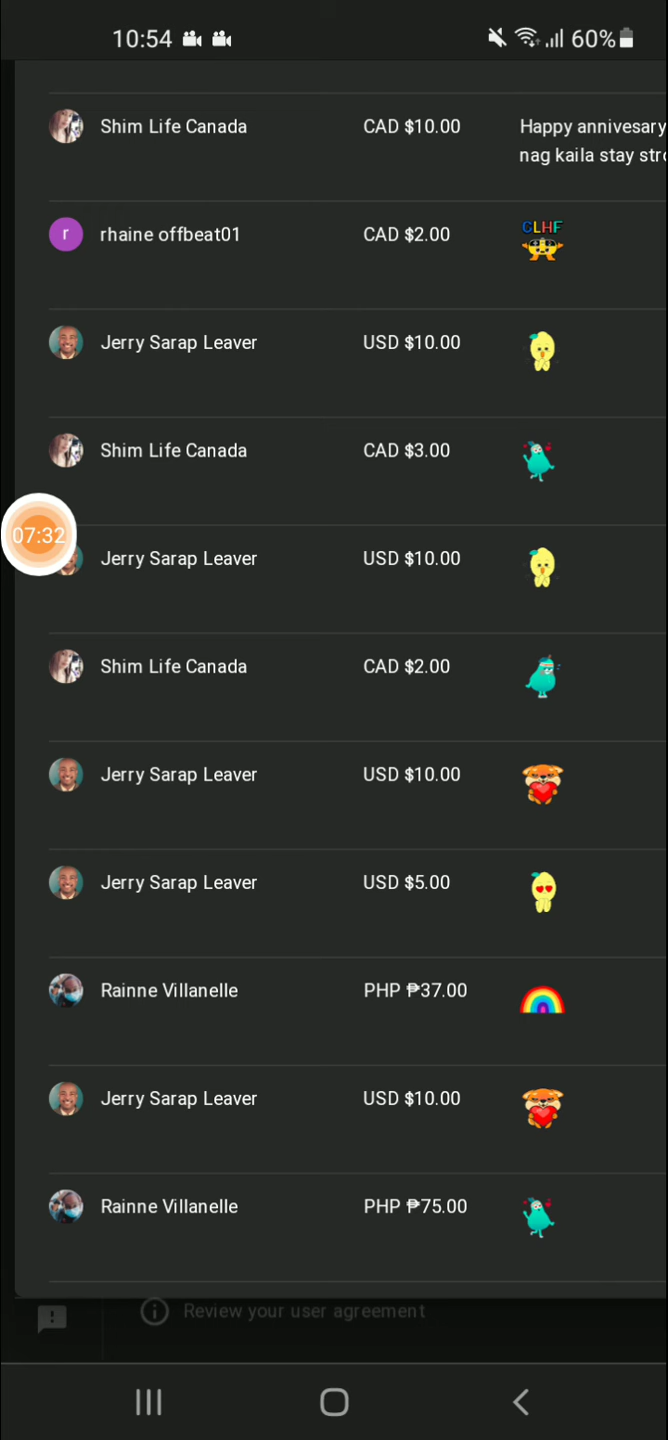 10:54 60%
Shim Life Canada CAD $10.00 Happy annivesary
nag kaila stay
r rhaine offbeat01 CAD $2.00 CLHF
Jerry Sarap Leaver USD $10.00
Shim Life Canada CAD $3.00
07:32
Jerry Sarap Leaver USD $10.00
Shim Life Canada CAD $2.00
Jerry Sarap Leaver USD $10.00
Jerry Sarap Leaver USD $5.00
Rainne Villanelle PHP ₱37.00
Jerry Sarap Leaver USD $10.00
Rainne Villanelle PHP ₱75.00
Review your user agreement